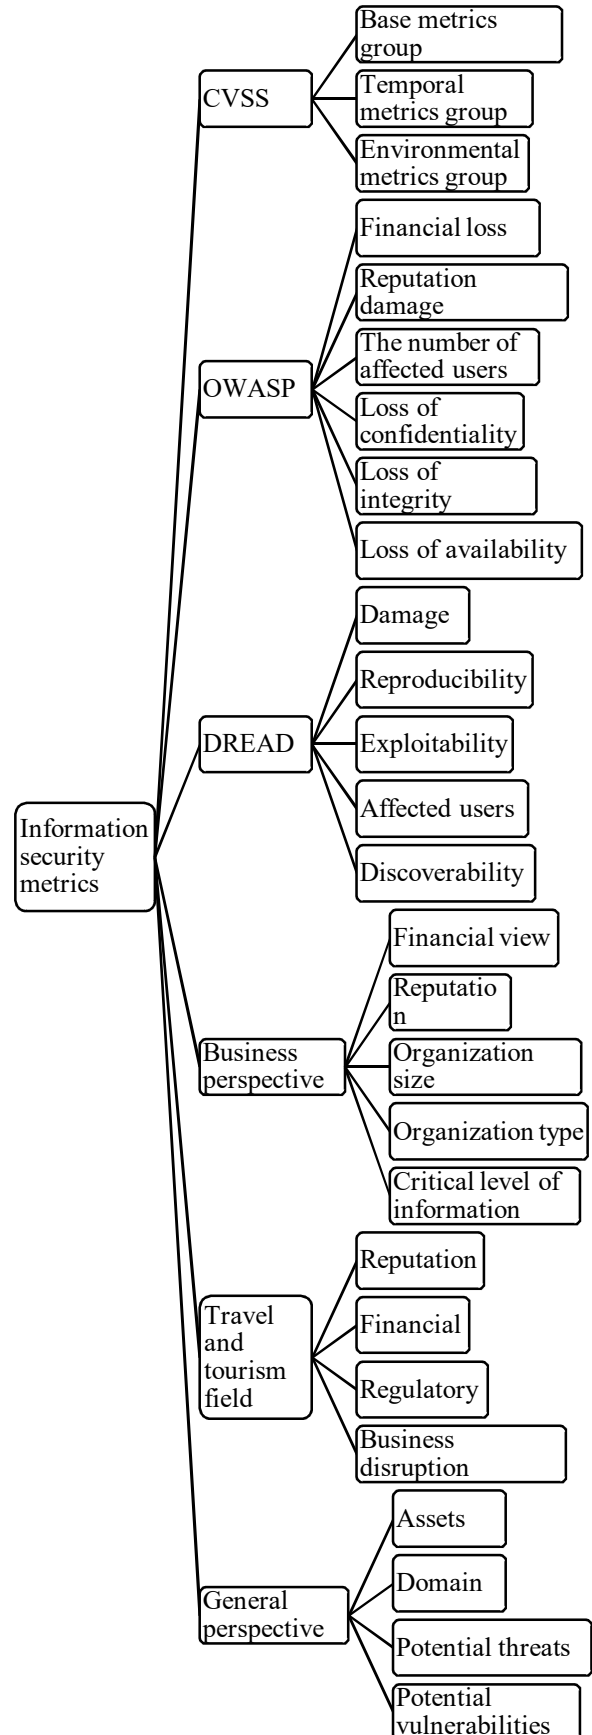 Information
security
metrics
CVSS
Base metrics
group
Temporal
metrics group
Environmental
metrics group
OWASP
Financial loss
Reputation
damage
The number of
affected users
Loss of
confidentiality
Loss of
integrity
Loss of availability
DREAD
Damage
Reproducibility
Exploitability
Affected users
Discoverability
Business
perspective
Financial view
Reputatio
n
Organization
size
Organization type
Critical level of
information
Travel
and
tourism
field
Reputation
Financial
Regulatory
Business
disruption
General
perspective
Assets
Domain
Potential threats
Potential
vulnerabilities